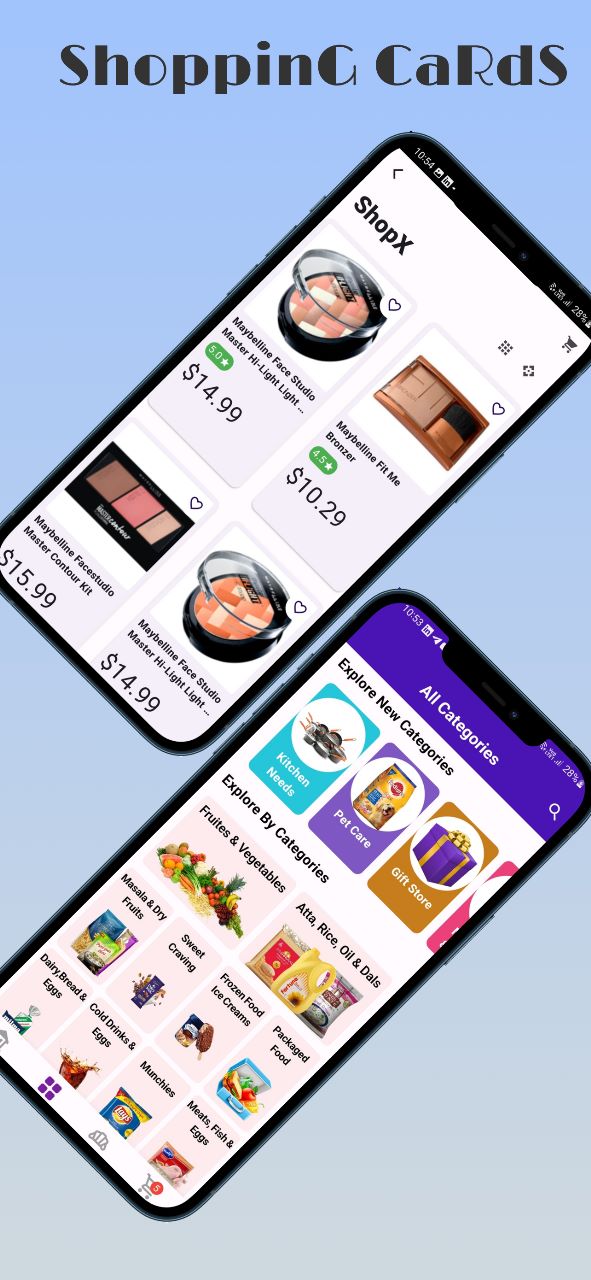 ShoppinG CaRdS
10:54
28%
ShopX
Maybelline Face Studio
Master Hi-Light Light ...
5.0★
$14.99
Maybelline Fit Me
Bronzer
4.5★
$10.29
Maybelline Facestudio
Master Contour Kit
$15.99
Maybelline Face Studio
Master Hi-Light Light ...
$14.99
10:53
28%
All Categories
Explore New Categories
Kitchen
Needs
Pet Care
Gift Store
Explore By Categories
Fruites & Vegetables
Atta, Rice, Oil & Dals
Masala & Dry
Fruits
Sweet
Craving
Frozen Food
Ice Creams
Packaged
Food
Dairy,Bread &
Eggs
Cold Drinks &
Eggs
Munchies
Lays
Meats, Fish &
Eggs
5